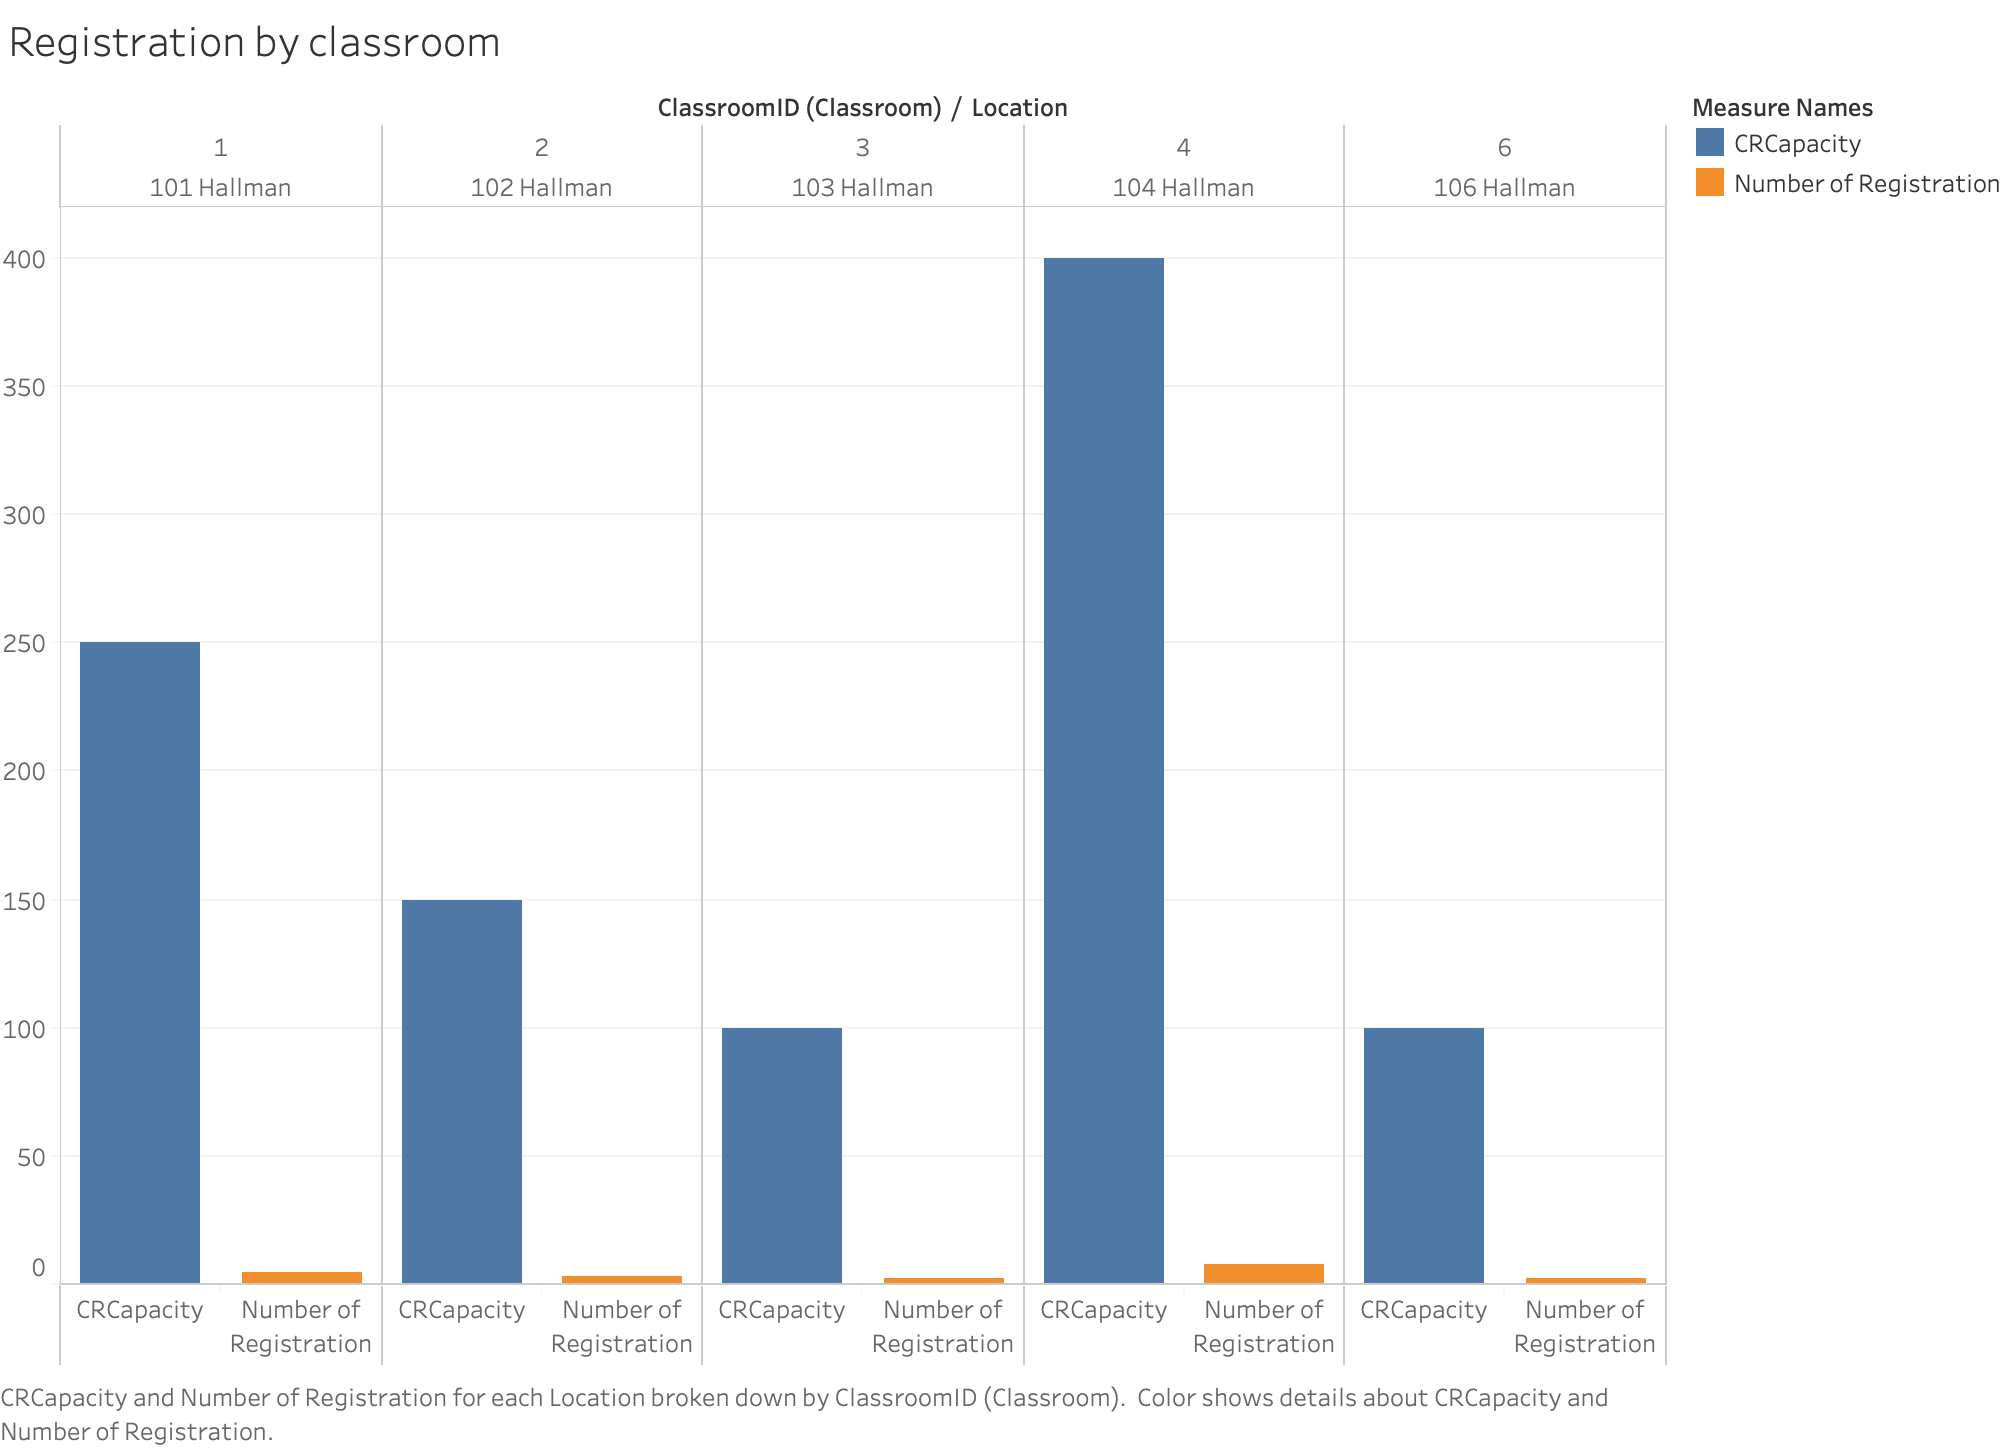 Registration by classroom
ClassroomID (Classroom) / Location
Measure Names
CRCapacity
Number of Registration
1
2
3
4
6
101 Hallman
102 Hallman
103 Hallman
104 Hallman
106 Hallman
400
350
300
250
200
150
100
50
0
CRCapacity
Number of
Registration
CRCapacity
Number of
Registration
CRCapacity
Number of
Registration
CRCapacity
Number of
Registration
CRCapacity
Number of
Registration
CRCapacity and Number of Registration for each Location broken down by ClassroomID (Classroom).  Color shows details about CRCapacity and
Number of Registration.